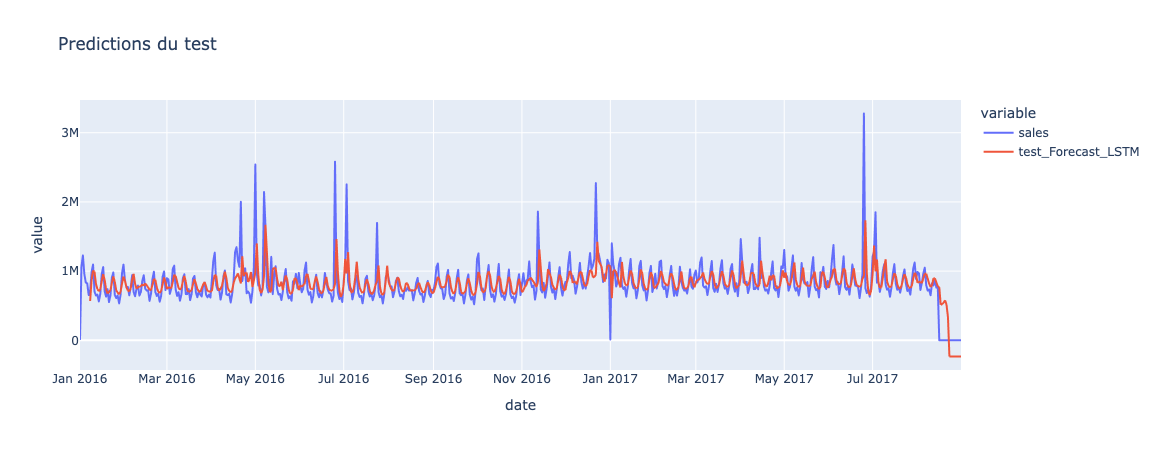 Predictions du test
variable
sales
test_Forecast_LSTM
value
3M
2M
1M
0
Jan 2016
Mar 2016
May 2016
Jul 2016
Sep 2016
Nov 2016
Jan 2017
Mar 2017
May 2017
Jul 2017
date